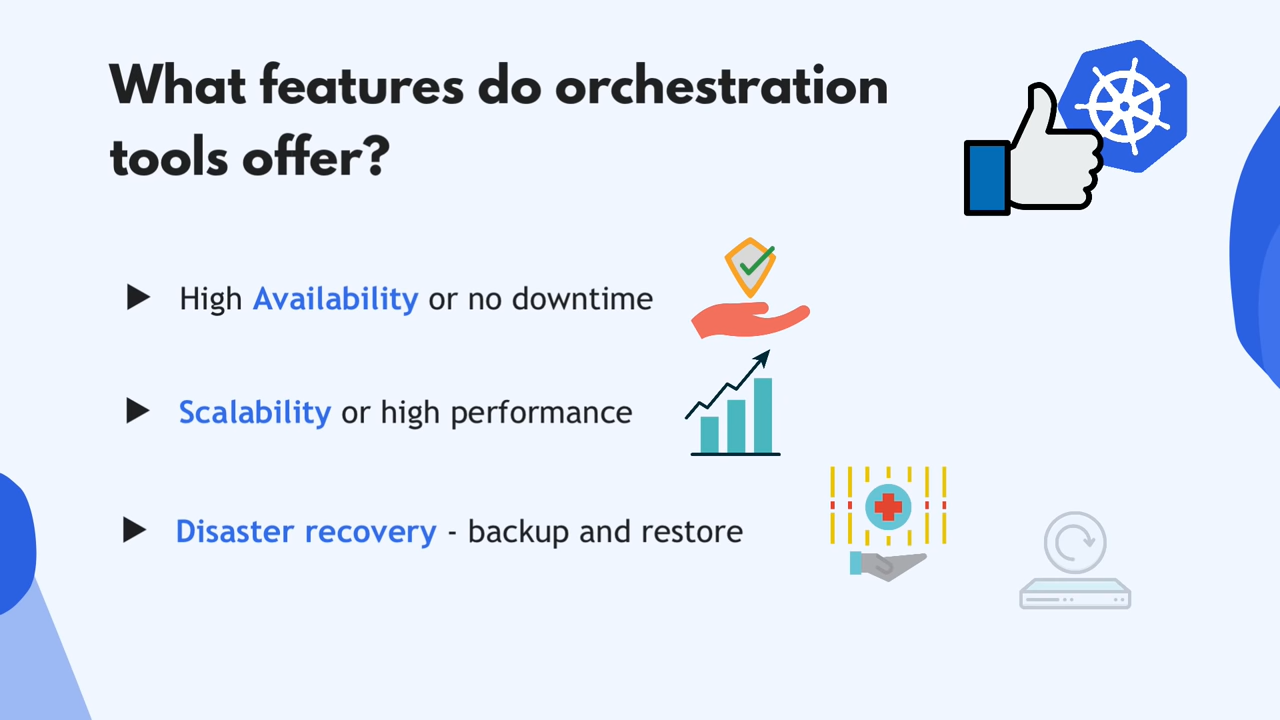 What features do orchestration
tools offer?
High Availability or no downtime
Scalability or high performance
Disaster recovery - backup and restore